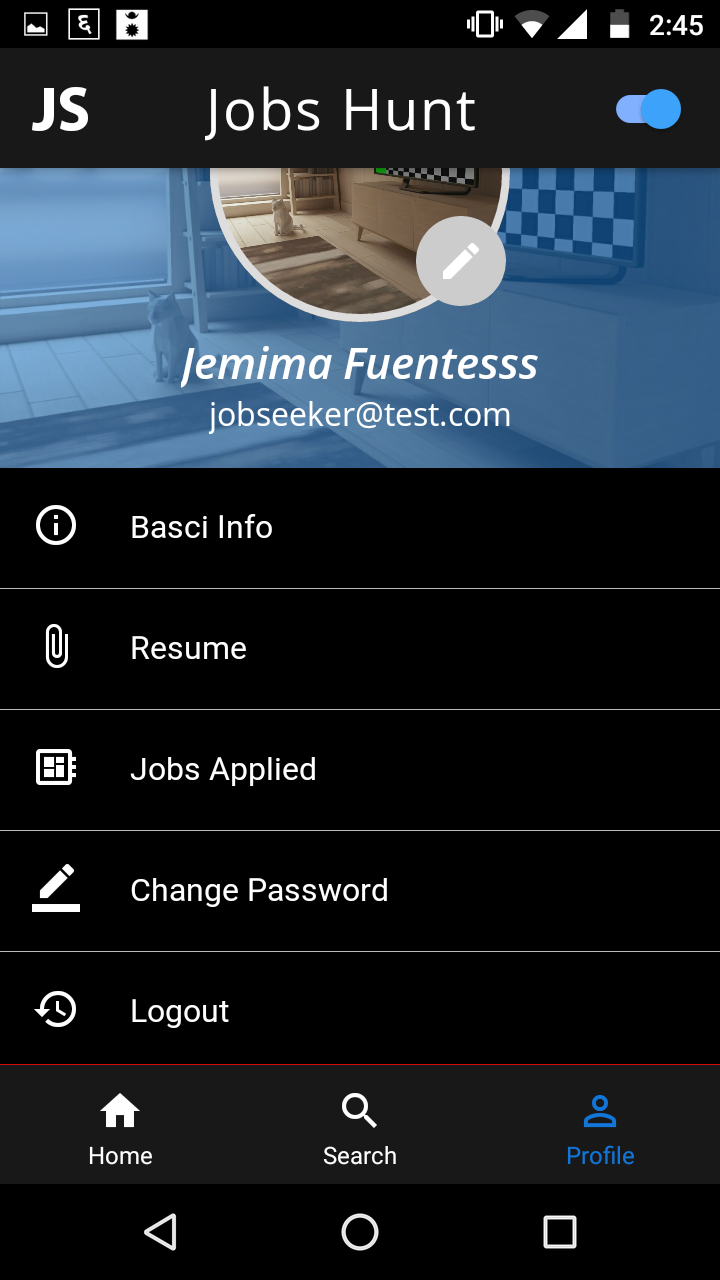 ६ 2:45
JS Jobs Hunt
Jemima Fuentesss
jobseeker@test.com
Basci Info
Resume
Jobs Applied
Change Password
Logout
Home Search Profile